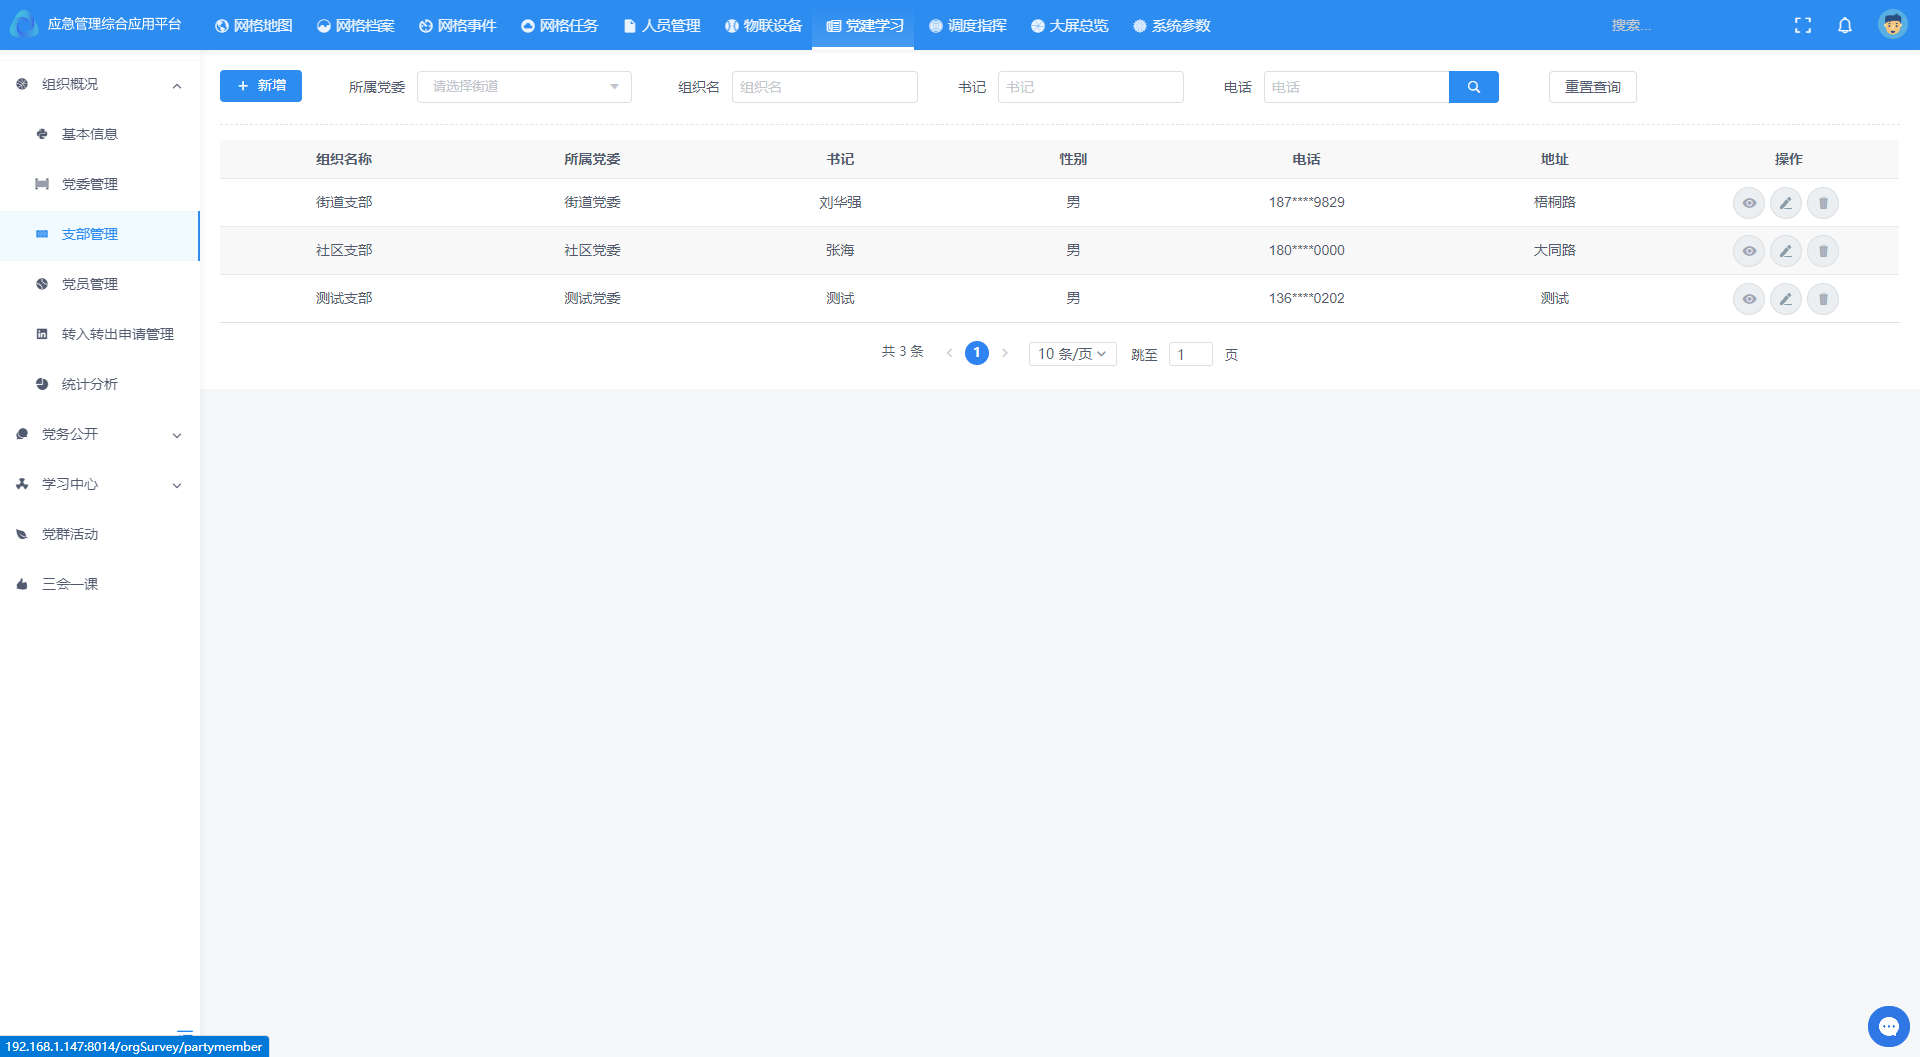 应急管理综合应用平台 网格地图 网格档案 网格事件 网格任务 人员管理 物联设备 党建学习 调度指挥 大屏总览 系统参数 搜索...
组织概况
基本信息
党委管理
支部管理
党员管理
转入转出申请管理
统计分析
党务公开
学习中心
党群活动
三会一课
新增 所属党委 请选择街道 组织名 组织名 书记 书记 电话 电话 重置查询
组织名称 所属党委 书记 性别 电话 地址 操作
街道支部 街道党委 刘华强 男 187****9829 梧桐路
社区支部 社区党委 张海 男 180****0000 大同路
测试支部 测试党委 测试 男 136****0202 测试
共 3 条 1 10 条/页 跳至 1 页
192.168.1.147:8014/orgSurvey/partymember